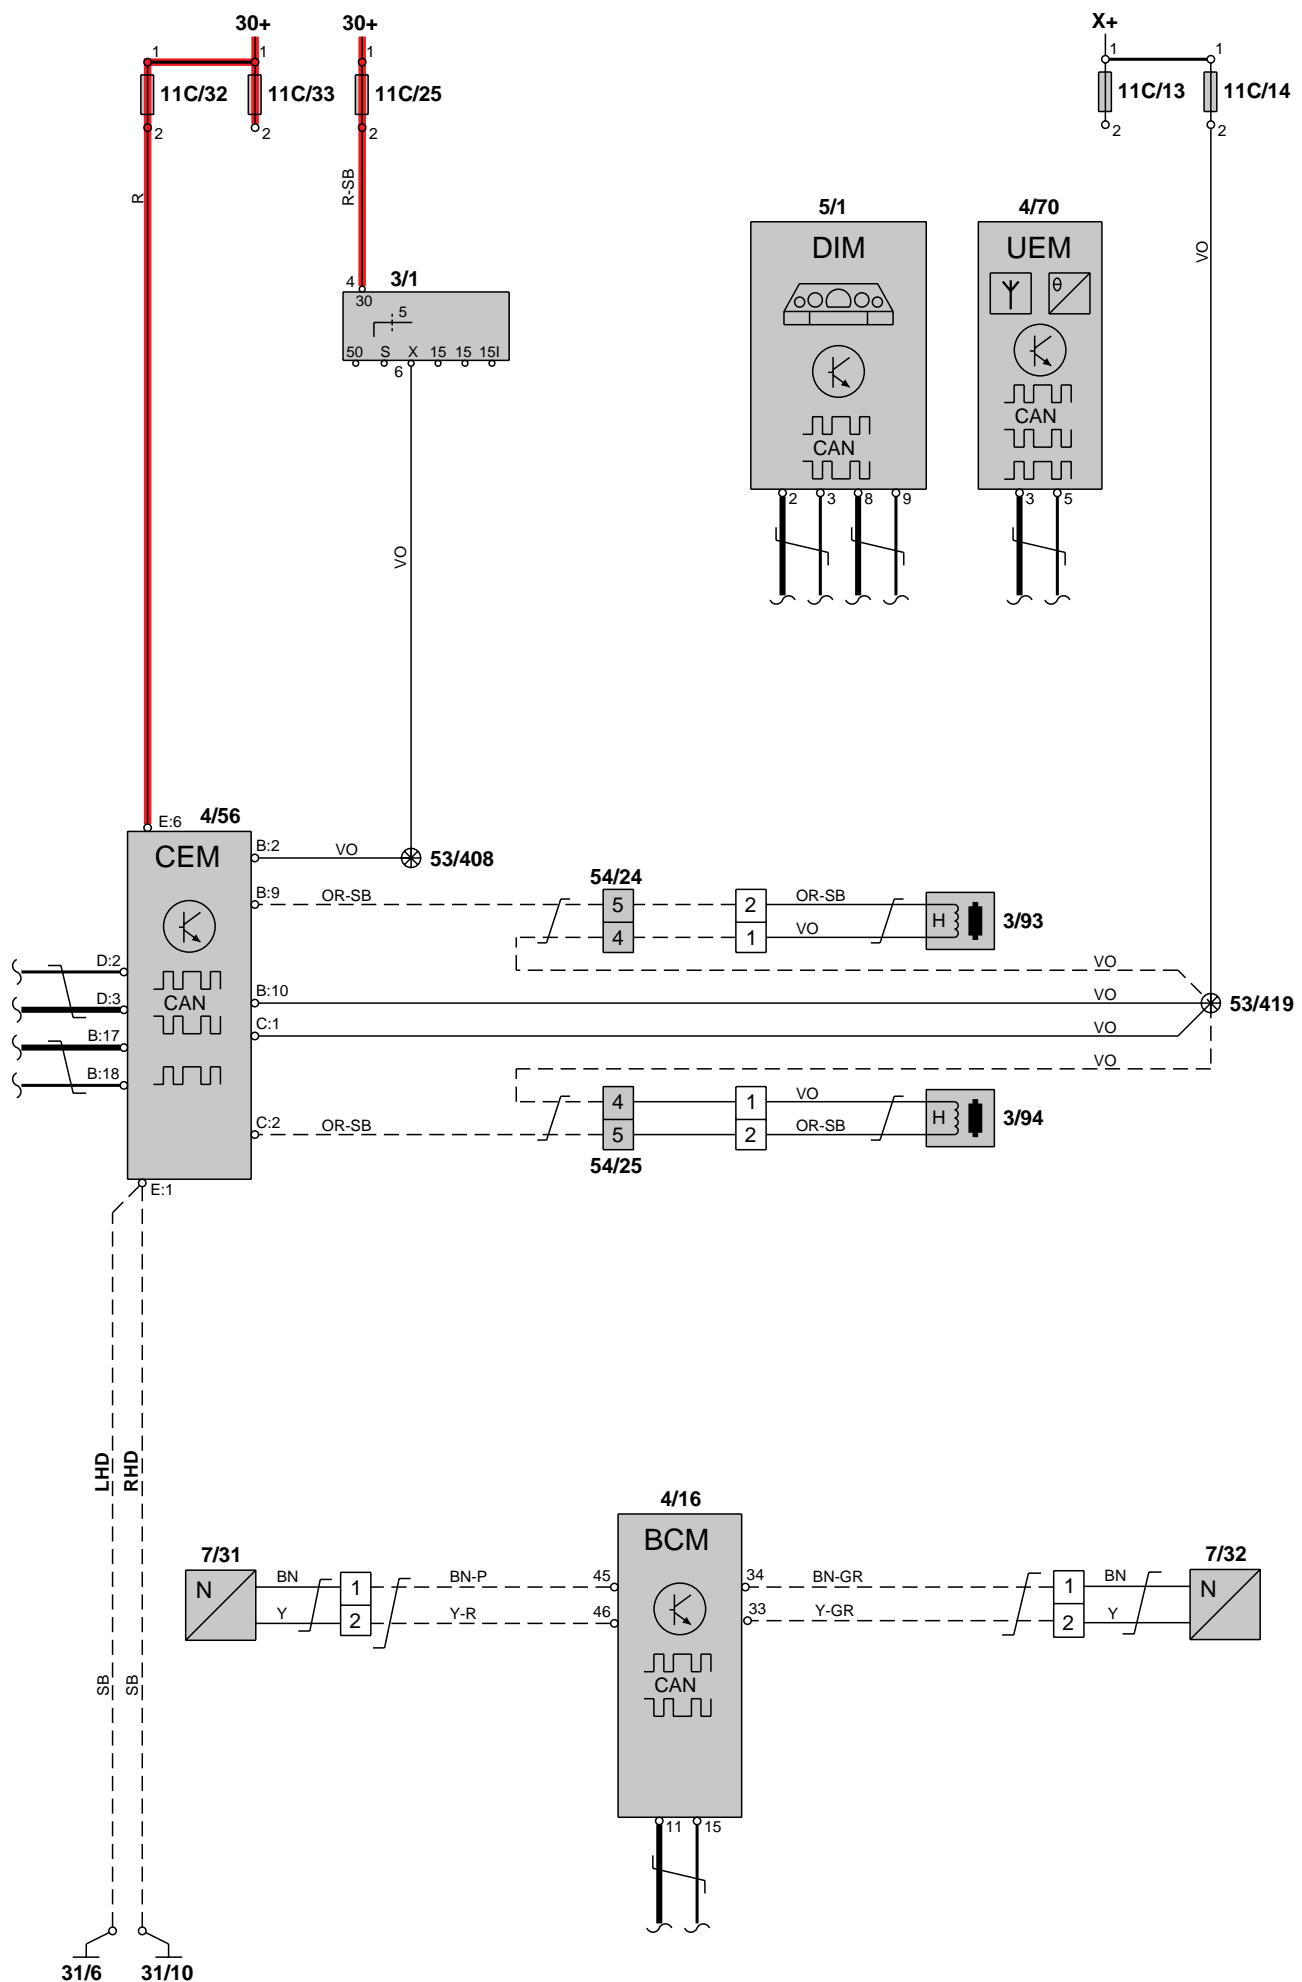 30+ 30+ X+
1 1 1 1 1
11C/32 11C/33 11C/25 11C/13 11C/14
2 2 2 2 2
R R-SB VO
5/1 4/70
DIM UEM
4 3/1
30
5
50 S X 15 15 15I
6
θ
CAN
CAN
2 3 8 9 3 5
VO
E:6 4/56
CEM
B:2 VO 53/408
54/24
B:9 OR-SB 5 2 OR-SB
H 3/93
4 1 VO
D:2 VO
D:3 CAN B:10 VO 53/419
C:1 VO
B:17
B:18 VO
4 1 VO
H 3/94
C:2 OR-SB 5 2 OR-SB
54/25
E:1
LHD RHD
4/16
BCM
7/31 7/32
BN 1 BN-P 45 34 BN-GR 1 BN
N N
Y 2 Y-R 46 33 Y-GR 2 Y
SB SB
CAN
11 15
31/6 31/10